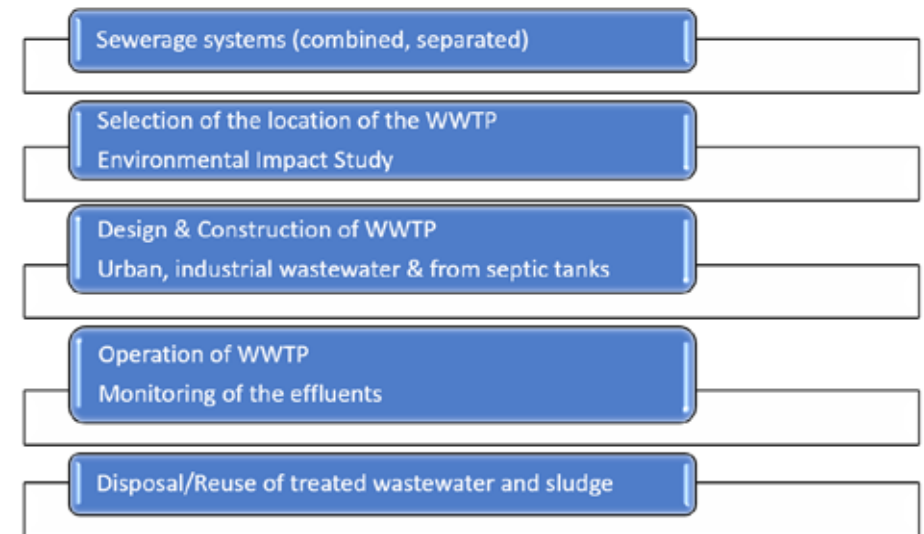 Sewerage systems (combined, separated)
Selection of the location of the WWTP
Environmental Impact Study
Design & Construction of WWTP
Urban, industrial wastewater & from septic tanks
Operation of WWTP
Monitoring of the effluents
Disposal/Reuse of treated wastewater and sludge